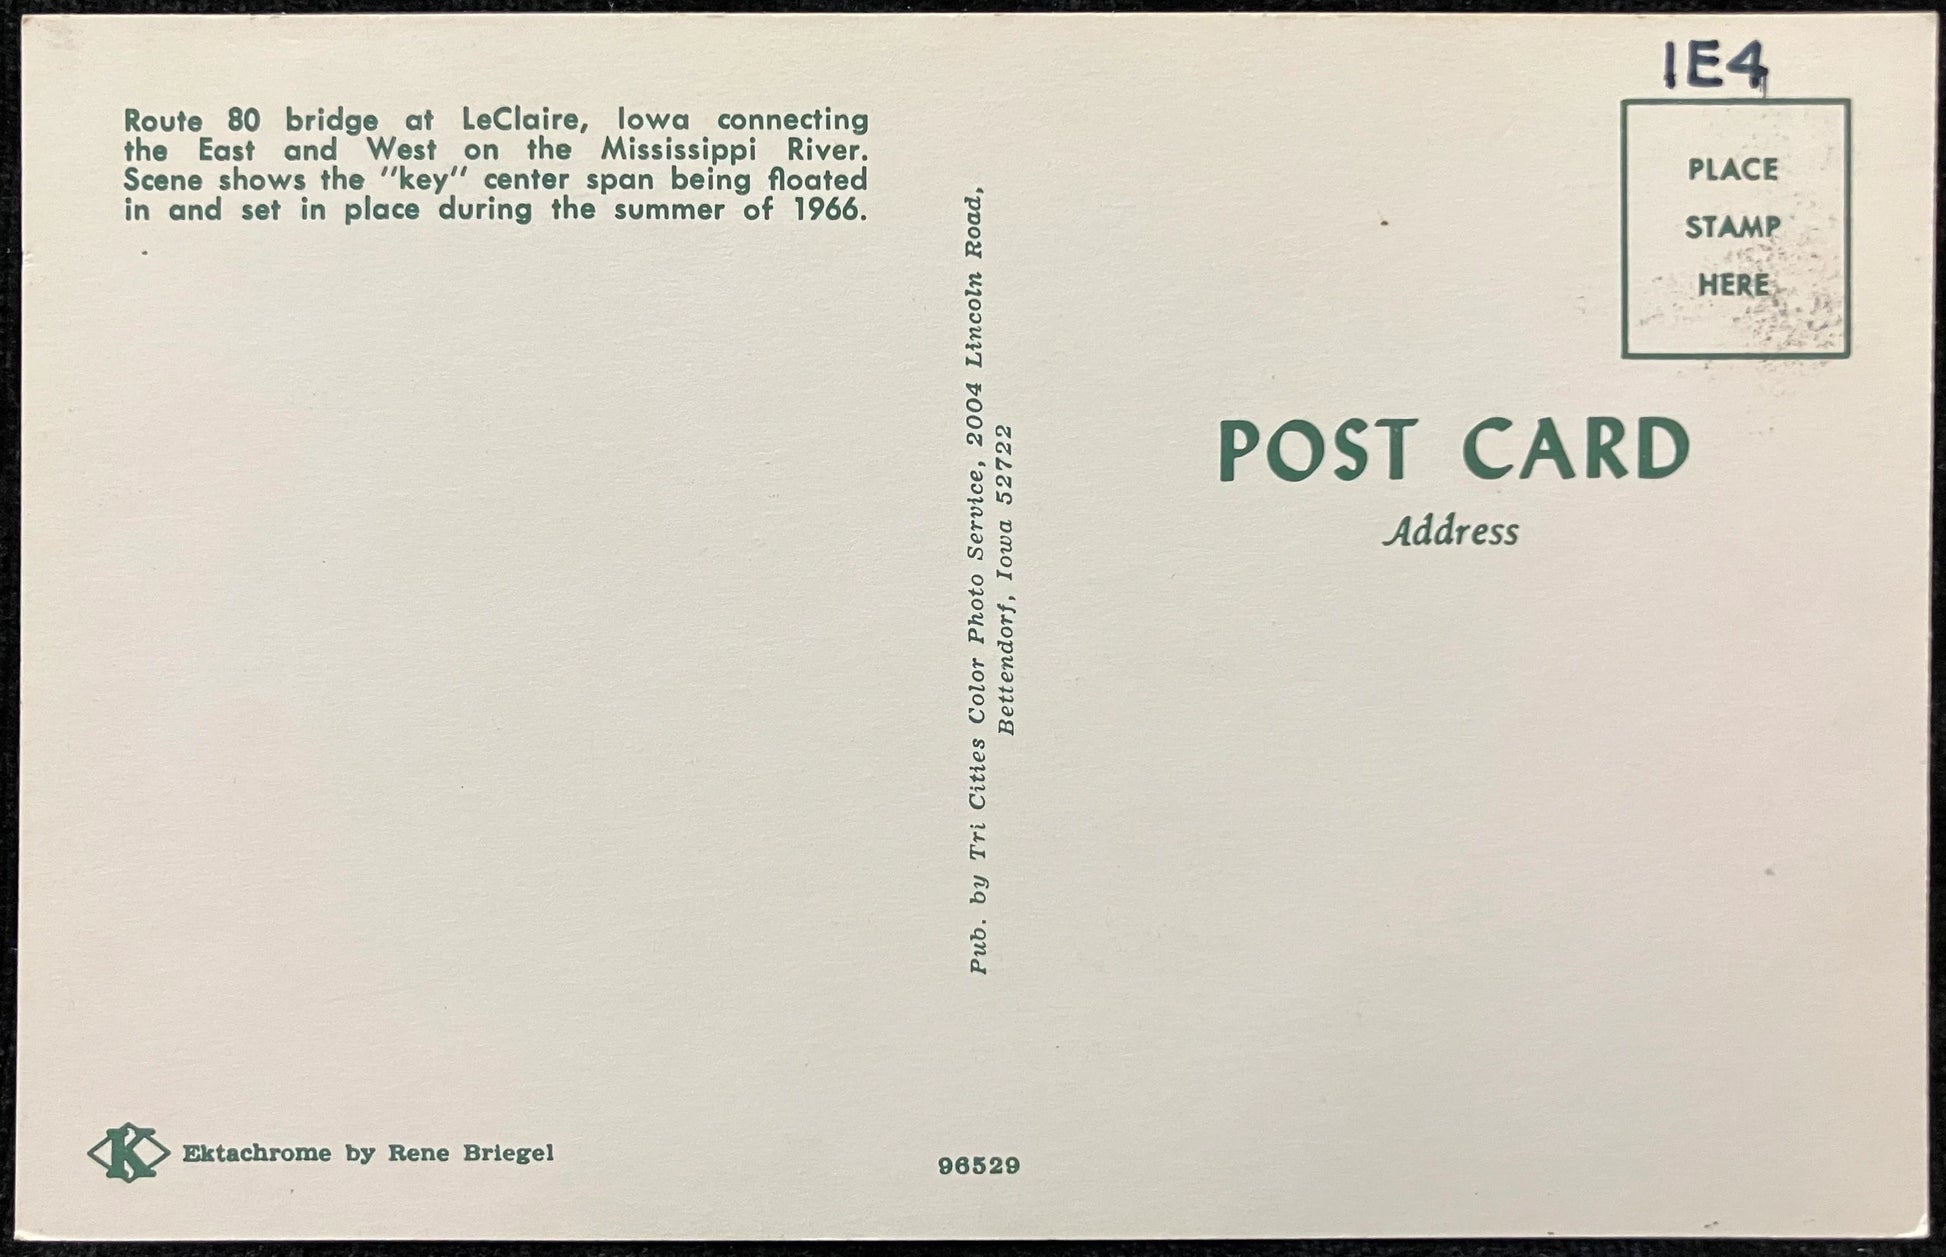 1E4
Route 80 bridge at LeClaire, Iowa connecting
the East and West on the Mississippi River.
Scene shows the "key" center span being floated
in and set in place during the summer of 1966.
PLACE
STAMP
HERE
POST CARD
Address
Pub. by Tri Cities Color Photo Service, 2004 Lincoln Road,
Bettendorf, Iowa 52722
K Ektachrome by Rene Briegel
96529